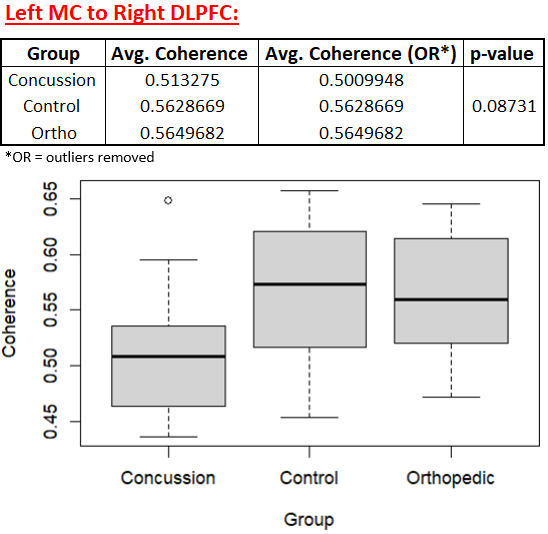 Left MC to Right DLPFC:
Group Avg. Coherence Avg. Coherence (OR*) p-value
Concussion 0.513275 0.5009948
Control 0.5628669 0.5628669 0.08731
Ortho 0.5649682 0.5649682
*OR = outliers removed
0.65
0.60
0.55
0.50
0.45
Coherence
Concussion Control Orthopedic
Group